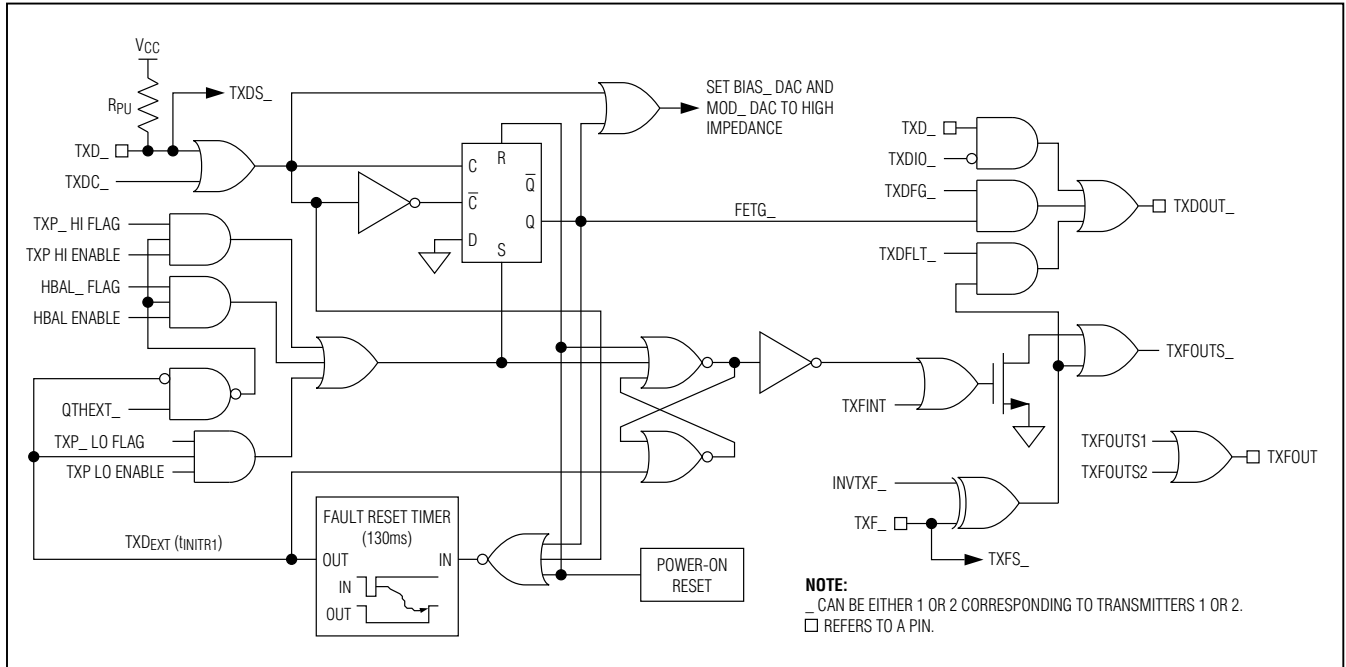 VCC
RPU
TXDS_
TXD_
TXDC_
SET BIAS_ DAC AND
MOD_ DAC TO HIGH
IMPEDANCE
C
R
C
Q
Q
D
S
FETG_
TXD_
TXDIO_
TXDFG_
TXDFLT_
TXDOUT_
TXP_ HI FLAG
TXP HI ENABLE
HBAL_ FLAG
HBAL ENABLE
QTHEXT_
TXP_ LO FLAG
TXP LO ENABLE
TXFINT
TXFOUTS_
TXFOUTS1
TXFOUTS2
TXFOUT
INVTXF_
TXF_
TXFS_
TXDEXT (tINITR1)
FAULT RESET TIMER
(130ms)
OUT
IN
IN
OUT
POWER-ON
RESET
NOTE:
_ CAN BE EITHER 1 OR 2 CORRESPONDING TO TRANSMITTERS 1 OR 2.
REFERS TO A PIN.